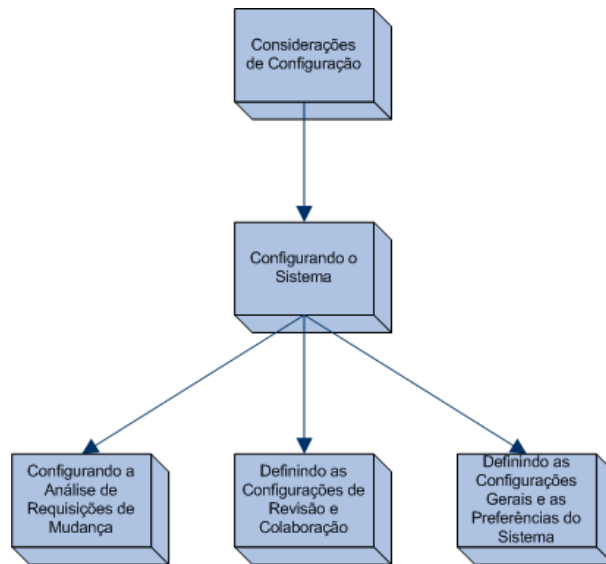 Considerações
de Configuração
Configurando o
Sistema
Configurando a
Análise de
Requisições de
Mudança
Definindo as
Configurações de
Revisão e
Colaboração
Definindo as
Configurações
Gerais e as
Preferências do
Sistema